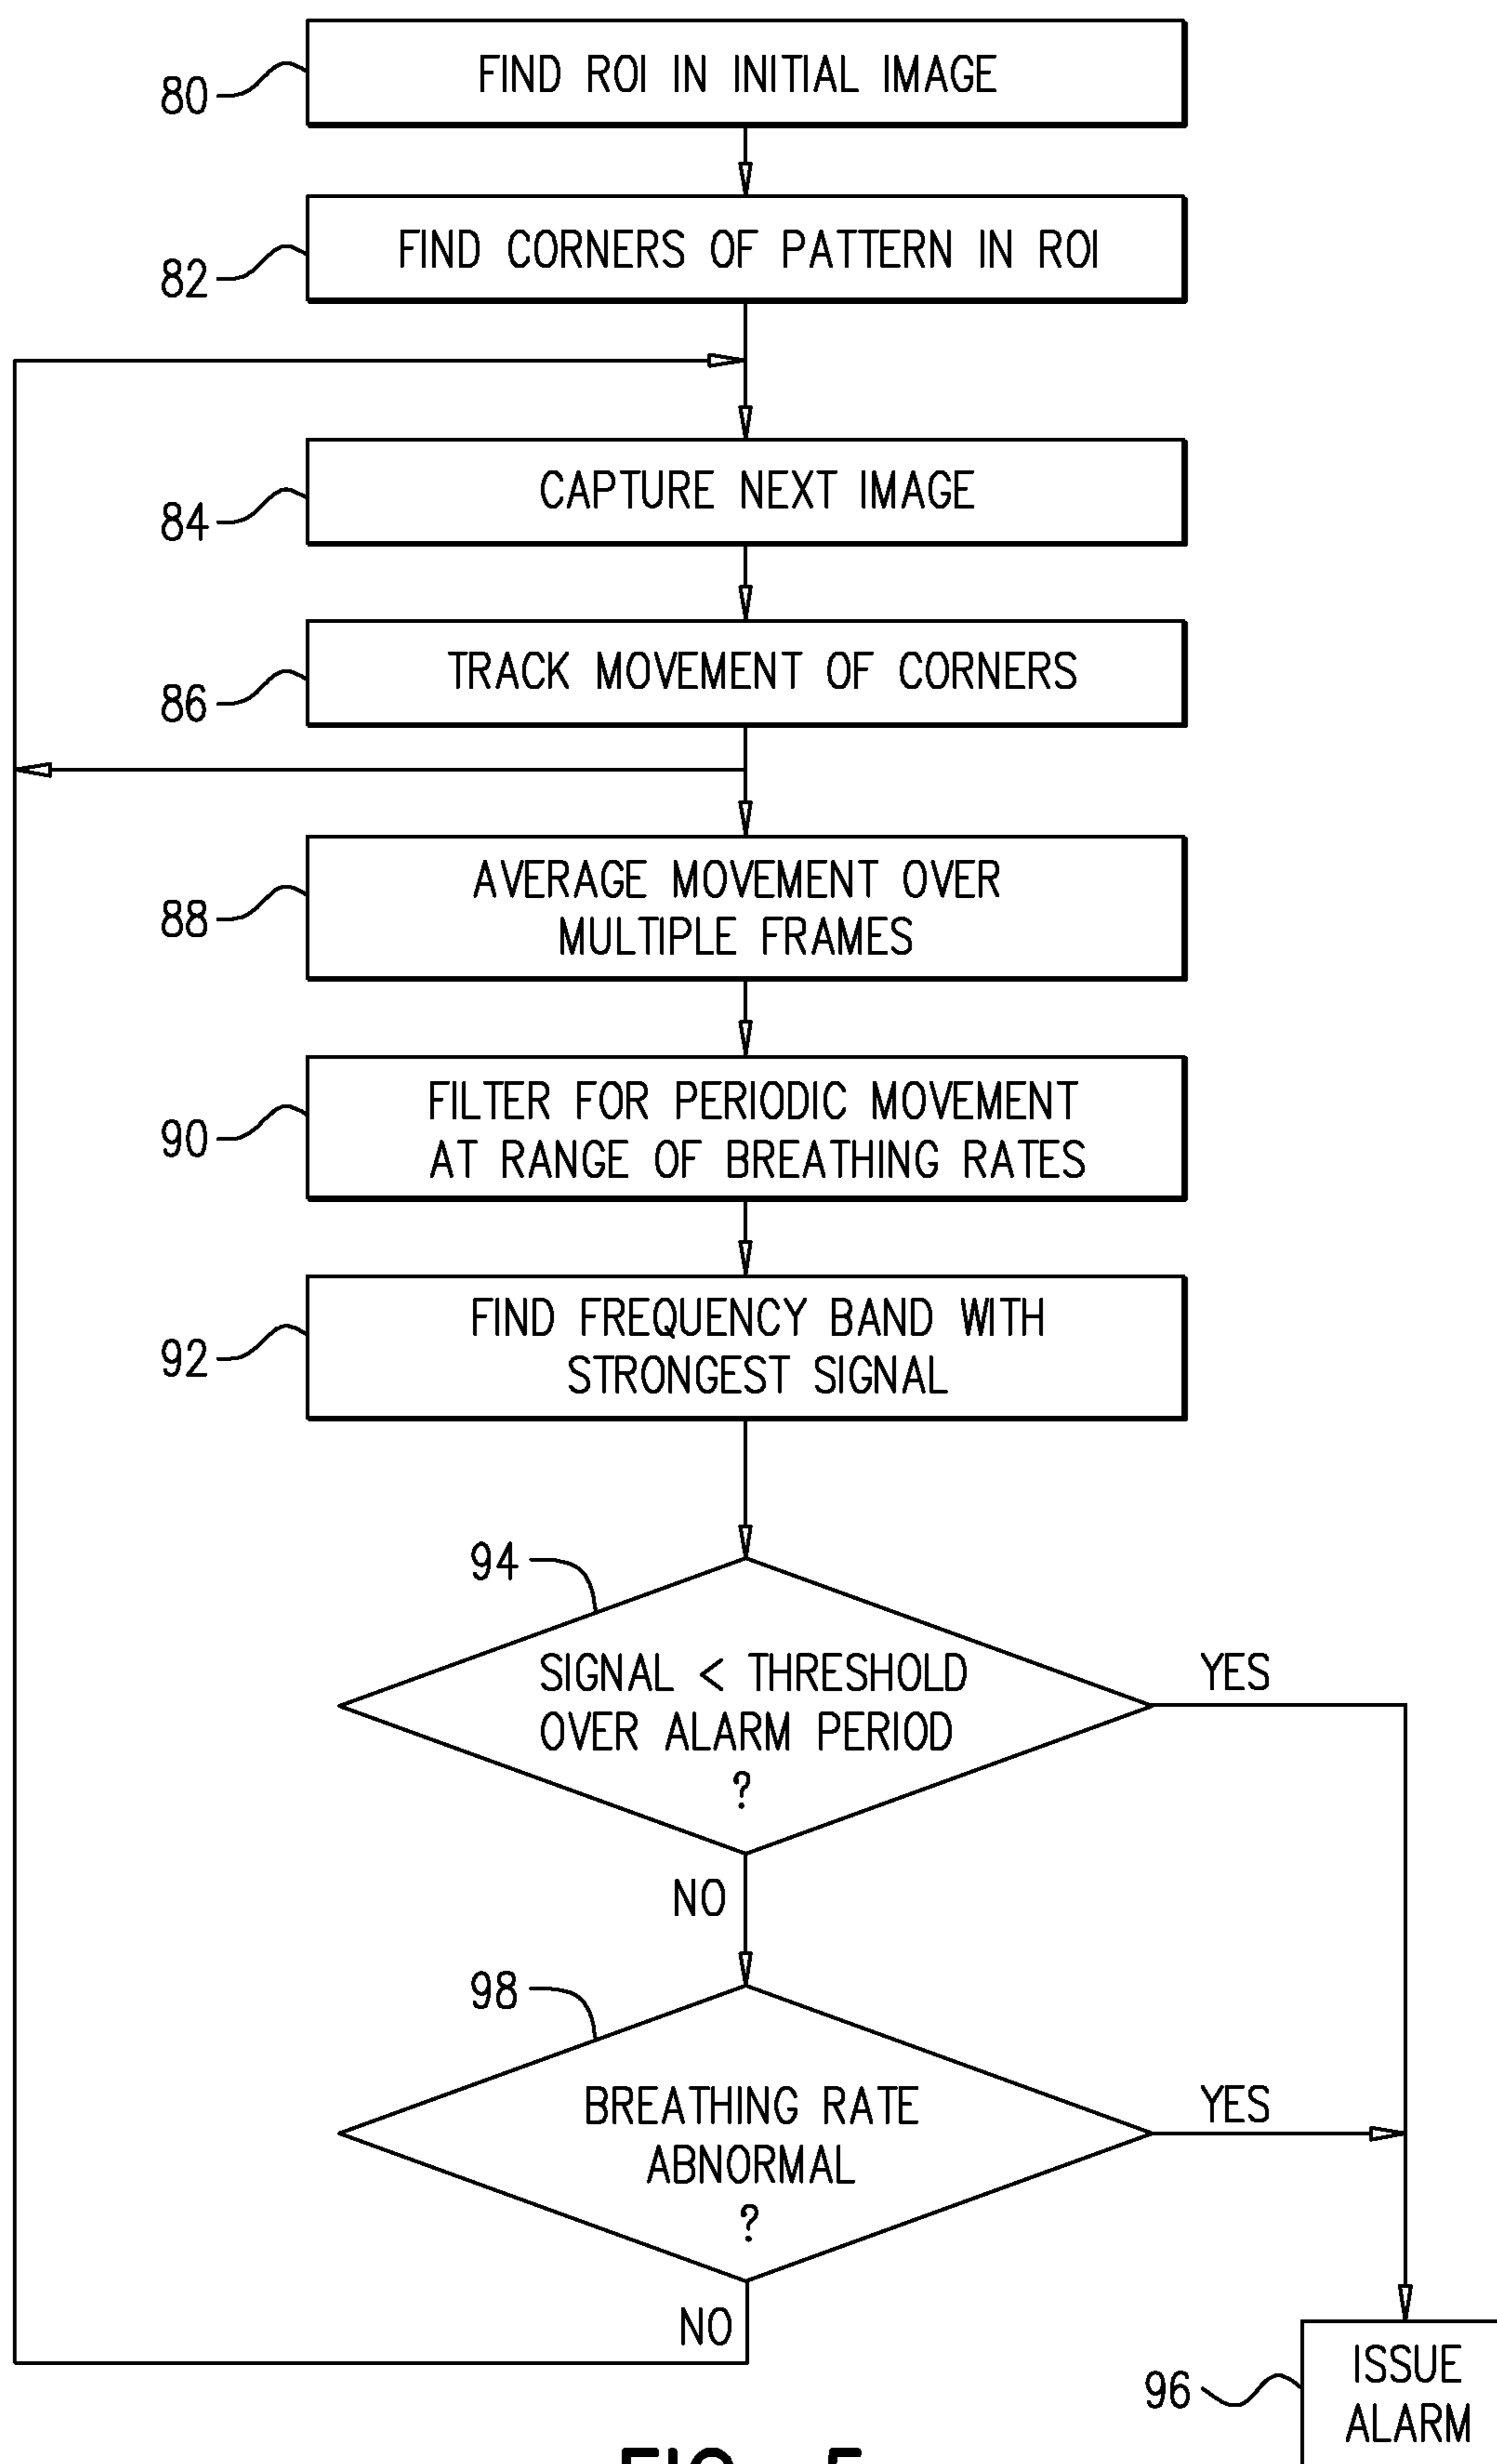 80
FIND ROI IN INITIAL IMAGE
82
FIND CORNERS OF PATTERN IN ROI
84
CAPTURE NEXT IMAGE
86
TRACK MOVEMENT OF CORNERS
88
AVERAGE MOVEMENT OVER
MULTIPLE FRAMES
90
FILTER FOR PERIODIC MOVEMENT
AT RANGE OF BREATHING RATES
92
FIND FREQUENCY BAND WITH
STRONGEST SIGNAL
94
SIGNAL < THRESHOLD
OVER ALARM PERIOD
?
YES
NO
98
BREATHING RATE
ABNORMAL
?
YES
NO
96
ISSUE
ALARM